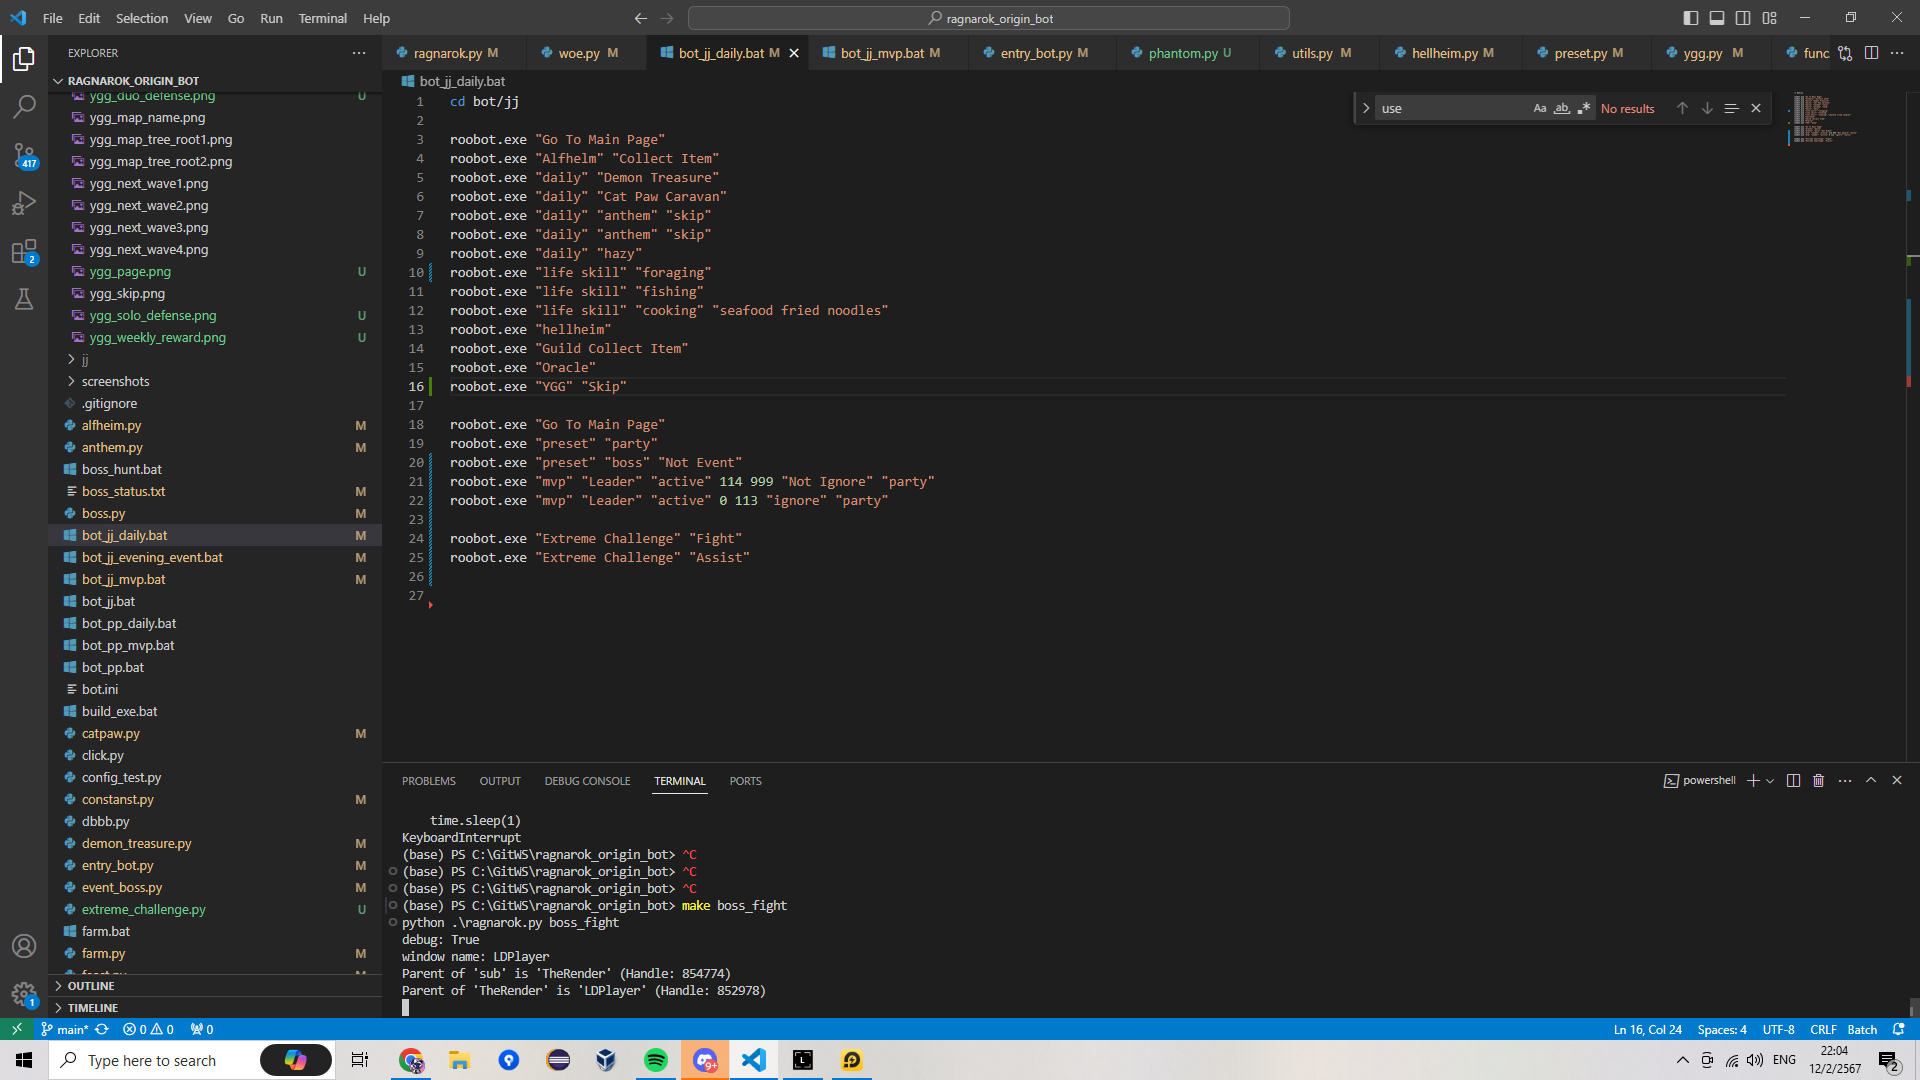 File Edit Selection View Go Run Terminal Help
ragnarok_origin_bot
EXPLORER
RAGNAROK_ORIGIN_BOT
ygg_duo_defense.png U
ygg_map_name.png
ygg_map_tree_root1.png
ygg_map_tree_root2.png
ygg_next_wave1.png
ygg_next_wave2.png
ygg_next_wave3.png
ygg_next_wave4.png
ygg_page.png U
ygg_skip.png
ygg_solo_defense.png U
ygg_weekly_reward.png U
jj
screenshots
.gitignore
alfheim.py M
anthem.py M
boss_hunt.bat
boss_status.txt M
boss.py M
bot_jj_daily.bat M
bot_jj_evening_event.bat M
bot_jj_mvp.bat M
bot_jj.bat
bot_pp_daily.bat
bot_pp_mvp.bat
bot_pp.bat
bot.ini
build_exe.bat
catpaw.py M
click.py
config_test.py
constanst.py M
dbbb.py
demon_treasure.py M
entry_bot.py M
event_boss.py M
extreme_challenge.py U
farm.bat
farm.py M
OUTLINE
TIMELINE
417
2
1
ragnarok.py M woe.py M bot_jj_daily.bat M bot_jj_mvp.bat M entry_bot.py M phantom.py U utils.py M hellheim.py M preset.py M ygg.py M func
bot_jj_daily.bat
use Aa ab No results
1 cd bot/jj
2
3 roobot.exe "Go To Main Page"
4 roobot.exe "Alfhelm" "Collect Item"
5 roobot.exe "daily" "Demon Treasure"
6 roobot.exe "daily" "Cat Paw Caravan"
7 roobot.exe "daily" "anthem" "skip"
8 roobot.exe "daily" "anthem" "skip"
9 roobot.exe "daily" "hazy"
10 roobot.exe "life skill" "foraging"
11 roobot.exe "life skill" "fishing"
12 roobot.exe "life skill" "cooking" "seafood fried noodles"
13 roobot.exe "hellheim"
14 roobot.exe "Guild Collect Item"
15 roobot.exe "Oracle"
16 roobot.exe "YGG" "Skip"
17
18 roobot.exe "Go To Main Page"
19 roobot.exe "preset" "party"
20 roobot.exe "preset" "boss" "Not Event"
21 roobot.exe "mvp" "Leader" "active" 114 999 "Not Ignore" "party"
22 roobot.exe "mvp" "Leader" "active" 0 113 "ignore" "party"
23
24 roobot.exe "Extreme Challenge" "Fight"
25 roobot.exe "Extreme Challenge" "Assist"
26
27
PROBLEMS OUTPUT DEBUG CONSOLE TERMINAL PORTS
powershell
time.sleep(1)
KeyboardInterrupt
(base) PS C:\GitWS\ragnarok_origin_bot> ^C
(base) PS C:\GitWS\ragnarok_origin_bot> ^C
(base) PS C:\GitWS\ragnarok_origin_bot> ^C
(base) PS C:\GitWS\ragnarok_origin_bot> make boss_fight
python .\ragnarok.py boss_fight
debug: True
window name: LDPlayer
Parent of 'sub' is 'TheRender' (Handle: 854774)
Parent of 'TheRender' is 'LDPlayer' (Handle: 852978)
main* 0 0 0
Ln 16, Col 24 Spaces: 4 UTF-8 CRLF Batch
Type here to search
9+
ENG
22:04
12/2/2567
2